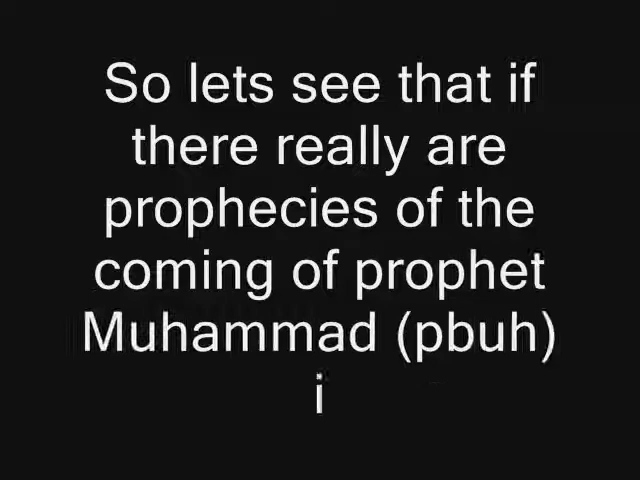 So lets see that if
there really are
prophecies of the
coming of prophet
Muhammad (pbuh)
i